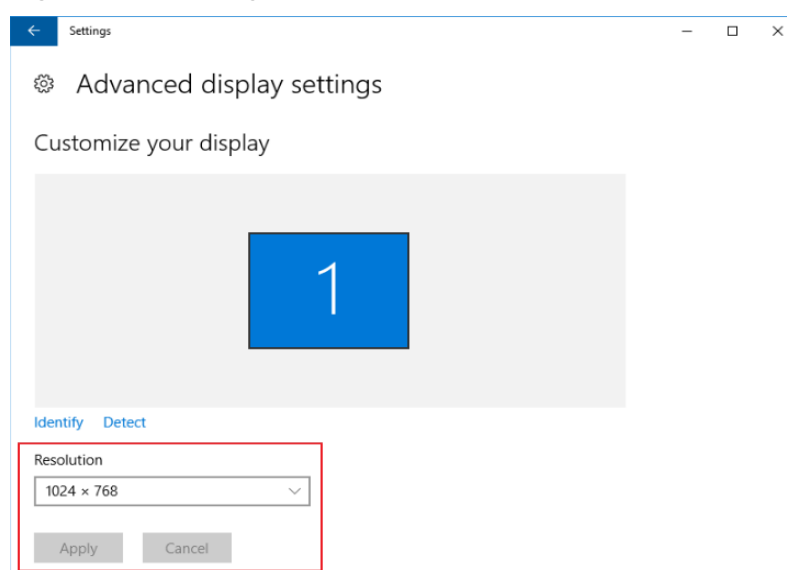 Settings
Advanced display settings
Customize your display
1
Identify Detect
Resolution
1024 × 768
Apply Cancel